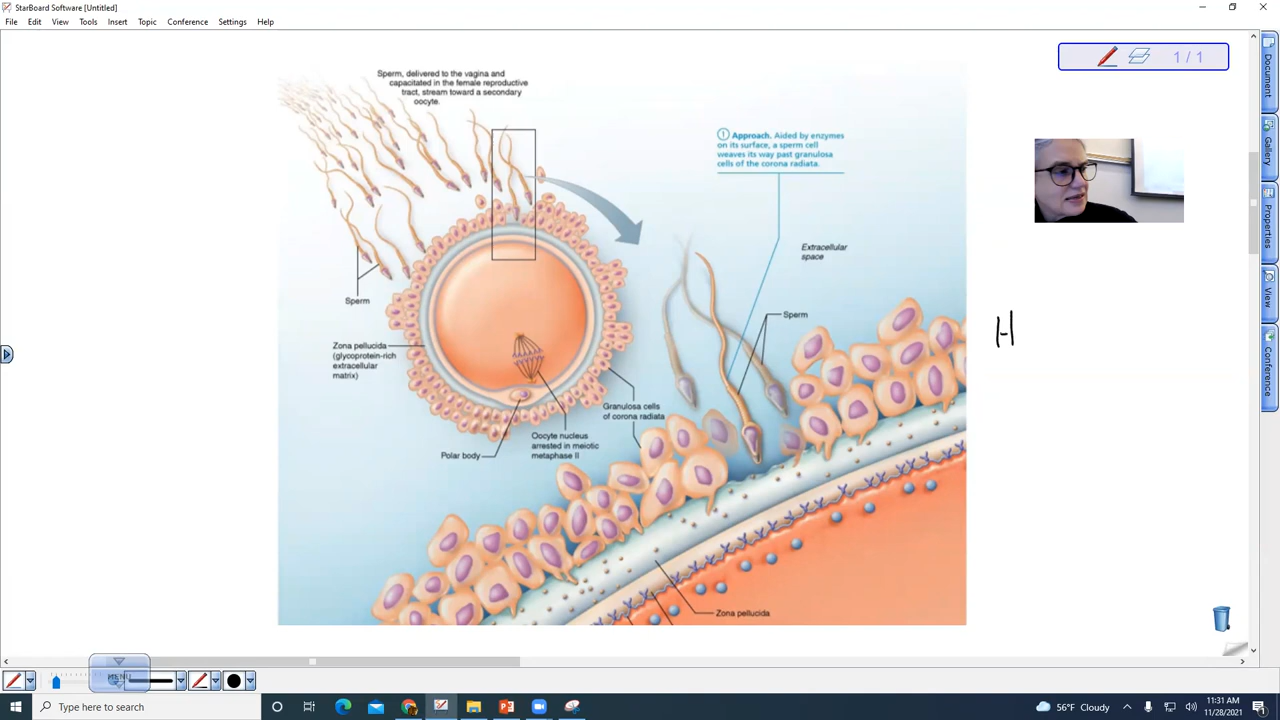 StarBoard Software [Untitled]
File Edit View Tools Insert Topic Conference Settings Help
1 / 1
Document
Gallery
Properties
View
Conference
Sperm, delivered to the vagina and
capacitated in the female reproductive
tract, stream toward a secondary
oocyte.
1 Approach. Aided by enzymes
on its surface, a sperm cell
weaves its way past granulosa
cells of the corona radiata.
Extracellular
space
Sperm
Sperm
Zona pellucida
(glycoprotein-rich
extracellular
matrix)
Granulosa cells
of corona radiata
Oocyte nucleus
arrested in meiotic
metaphase II
Polar body
Zona pellucida
H
MENU
Type here to search
56°F Cloudy
11:31 AM
11/28/2021